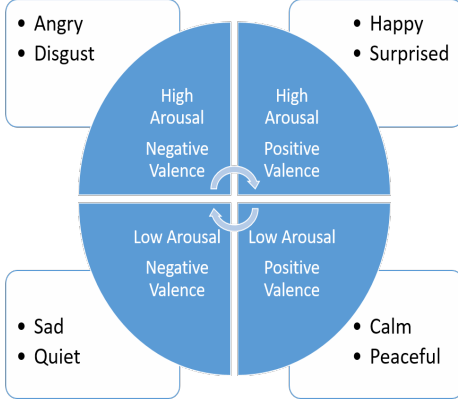 • Angry
• Disgust
• Happy
• Surprised
High
Arousal
Negative
Valence
High
Arousal
Positive
Valence
Low Arousal
Negative
Valence
Low Arousal
Positive
Valence
• Sad
• Quiet
• Calm
• Peaceful